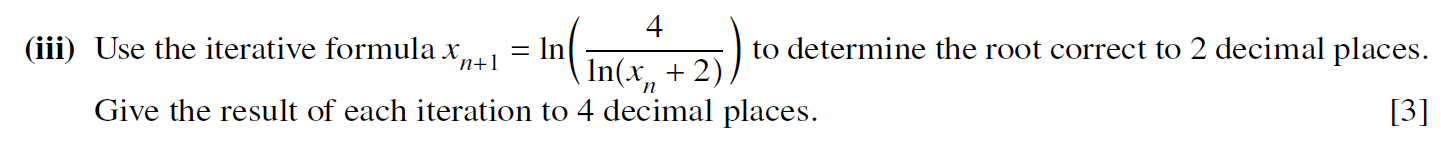 (iii) Use the iterative formula x_{n+1} = ln(4/ln(x_n + 2)) to determine the root correct to 2 decimal places.
Give the result of each iteration to 4 decimal places. [3]